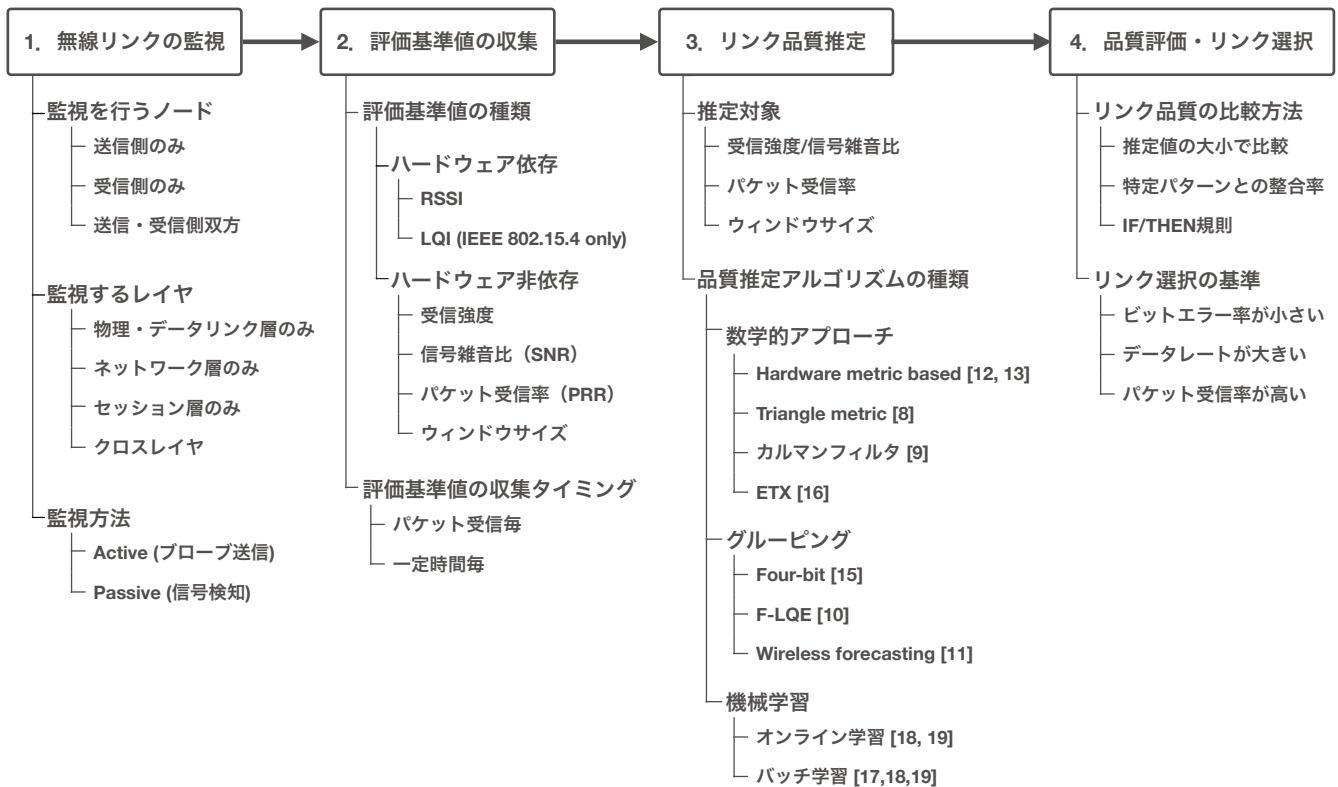 1. 無線リンクの監視
監視を行うノード
送信側のみ
受信側のみ
送信・受信側双方
監視するレイヤ
物理・データリンク層のみ
ネットワーク層のみ
セッション層のみ
クロスレイヤ
監視方法
Active (ブローブ送信)
Passive (信号検知)
2. 評価基準値の収集
評価基準値の種類
ハードウェア依存
RSSI
LQI (IEEE 802.15.4 only)
ハードウェア非依存
受信強度
信号雑音比（SNR）
パケット受信率（PRR）
ウィンドウサイズ
評価基準値の収集タイミング
パケット受信毎
一定時間毎
3. リンク品質推定
推定対象
受信強度/信号雑音比
パケット受信率
ウィンドウサイズ
品質推定アルゴリズムの種類
数学的アプローチ
Hardware metric based [12, 13]
Triangle metric [8]
カルマンフィルタ [9]
ETX [16]
グルーピング
Four-bit [15]
F-LQE [10]
Wireless forecasting [11]
機械学習
オンライン学習 [18, 19]
バッチ学習 [17,18,19]
4. 品質評価・リンク選択
リンク品質の比較方法
推定値の大小で比較
特定パターンとの整合率
IF/THEN規則
リンク選択の基準
ビットエラー率が小さい
データレートが大きい
パケット受信率が高い